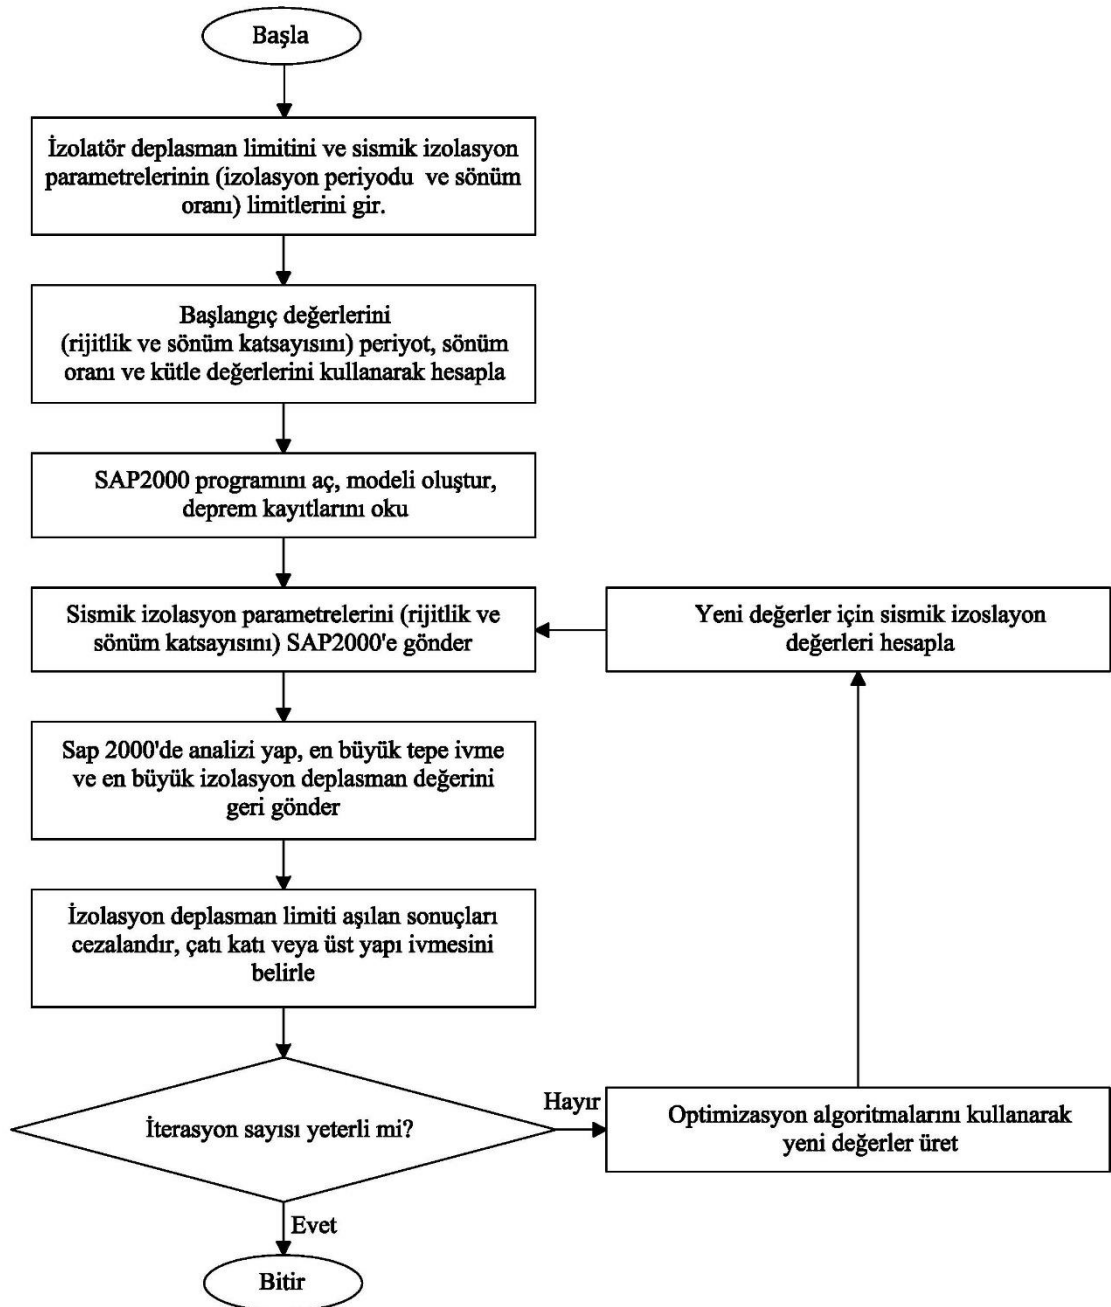 Başla
İzolatör deplasman limitini ve sismik izolasyon
parametrelerinin (izolasyon periyodu ve sönüm
oranı) limitlerini gir.
Başlangıç değerlerini
(rijitlik ve sönüm katsayısını) periyot, sönüm
oranı ve kütle değerlerini kullanarak hesapla
SAP2000 programını aç, modeli oluştur,
deprem kayıtlarını oku
Sismik izolasyon parametrelerini (rijitlik ve
sönüm katsayısını) SAP2000'e gönder
Yeni değerler için sismik izoslayon
değerleri hesapla
Sap 2000'de analizi yap, en büyük tepe ivme
ve en büyük izolasyon deplasman değerini
geri gönder
İzolasyon deplasman limiti aşılan sonuçları
cezalandır, çatı katı veya üst yapı ivmesini
belirle
İterasyon sayısı yeterli mi?
Hayır
Optimizasyon algoritmalarını kullanarak
yeni değerler üret
Evet
Bitir